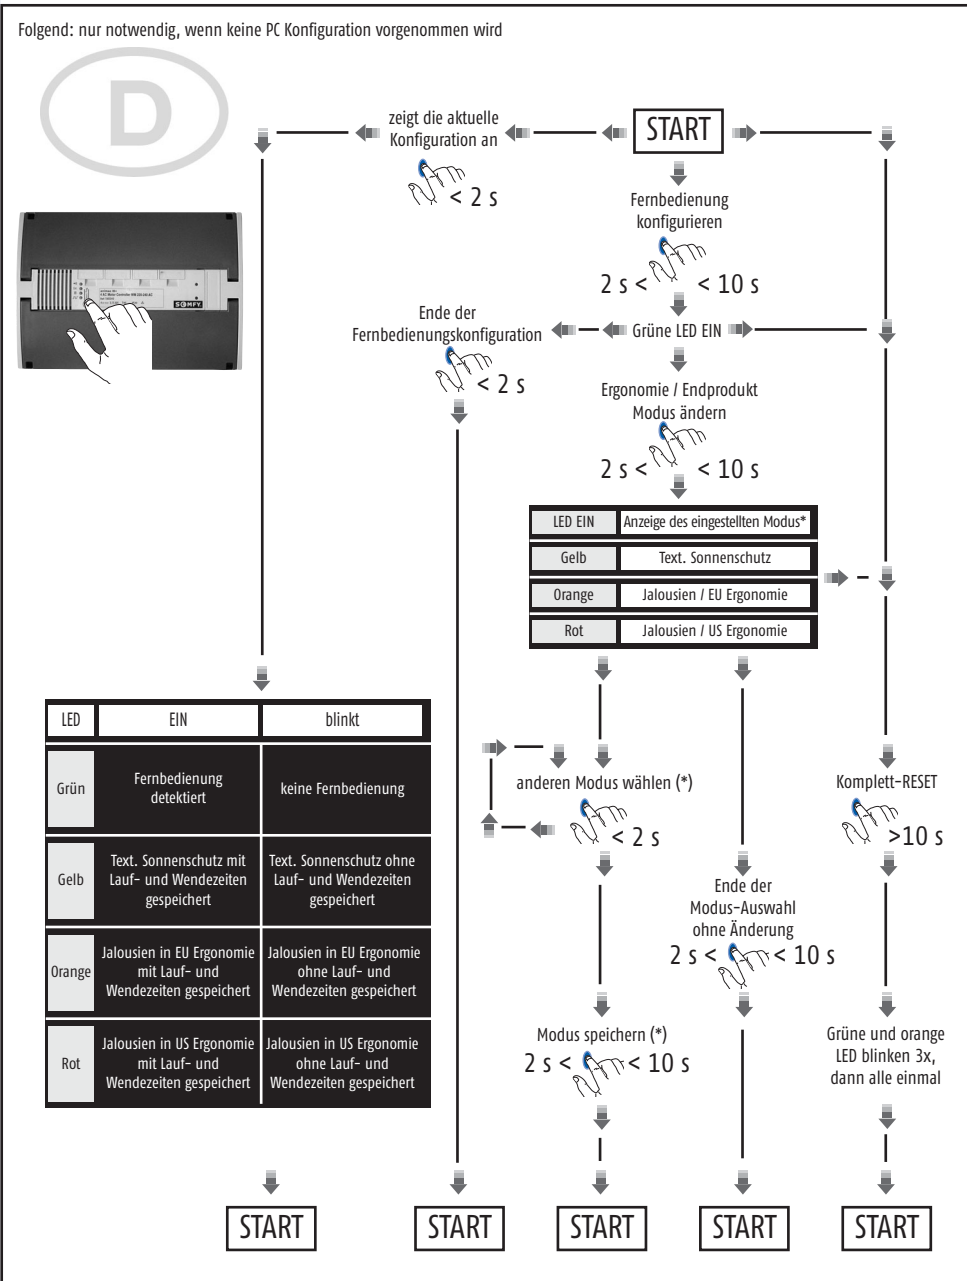 Folgend: nur notwendig, wenn keine PC Konfiguration vorgenommen wird
D
zeigt die aktuelle
Konfiguration an
< 2 s
START
Fernbedienung
konfigurieren
2 s <
< 10 s
Ende der
Fernbedienungskonfiguration
< 2 s
Grüne LED EIN
Ergonomie / Endprodukt
Modus ändern
2 s <
< 10 s
SOMFY
LED EIN
Anzeige des eingestellten Modus*
Gelb
Text. Sonnenschutz
Orange
Jalousien / EU Ergonomie
Rot
Jalousien / US Ergonomie
LED
EIN
blinkt
Grün
Fernbedienung
detektiert
keine Fernbedienung
Gelb
Text. Sonnenschutz mit
Lauf- und Wendezeiten
gespeichert
Text. Sonnenschutz ohne
Lauf- und Wendezeiten
gespeichert
Orange
Jalousien in EU Ergonomie
mit Lauf- und
Wendezeiten gespeichert
Jalousien in EU Ergonomie
ohne Lauf- und
Wendezeiten gespeichert
Rot
Jalousien in US Ergonomie
mit Lauf- und
Wendezeiten gespeichert
Jalousien in US Ergonomie
ohne Lauf- und
Wendezeiten gespeichert
anderen Modus wählen (*)
< 2 s
Modus speichern (*)
2 s <
< 10 s
Ende der
Modus-Auswahl
ohne Änderung
2 s <
< 10 s
Komplett-RESET
>10 s
Grüne und orange
LED blinken 3x,
dann alle einmal
START
START
START
START
START